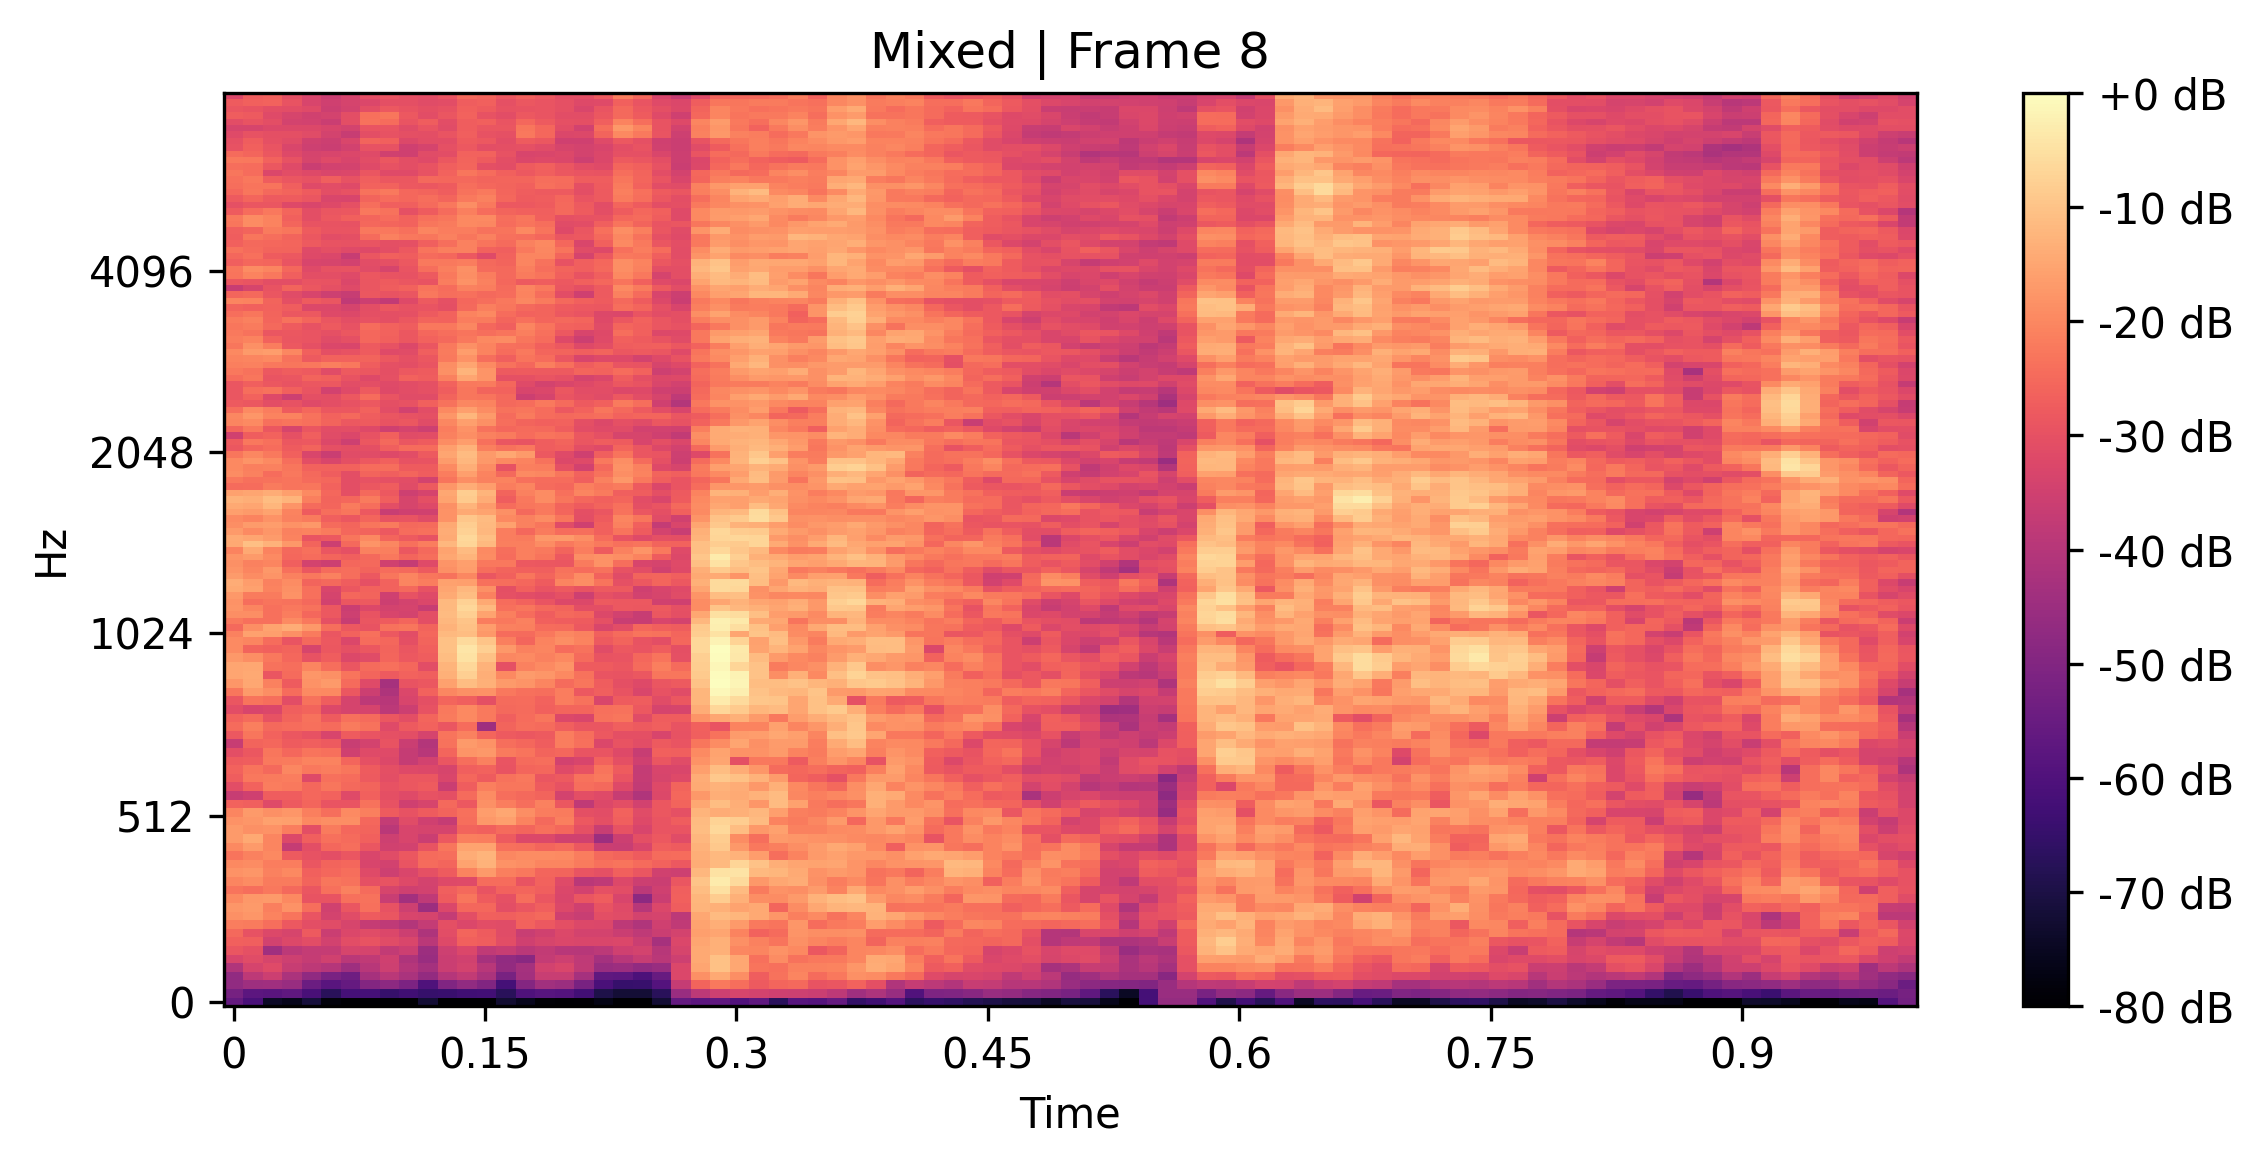 Mixed | Frame 8
+0 dB
-10 dB
-20 dB
-30 dB
-40 dB
-50 dB
-60 dB
-70 dB
-80 dB
Hz
4096
2048
1024
512
0
0 0.15 0.3 0.45 0.6 0.75 0.9
Time